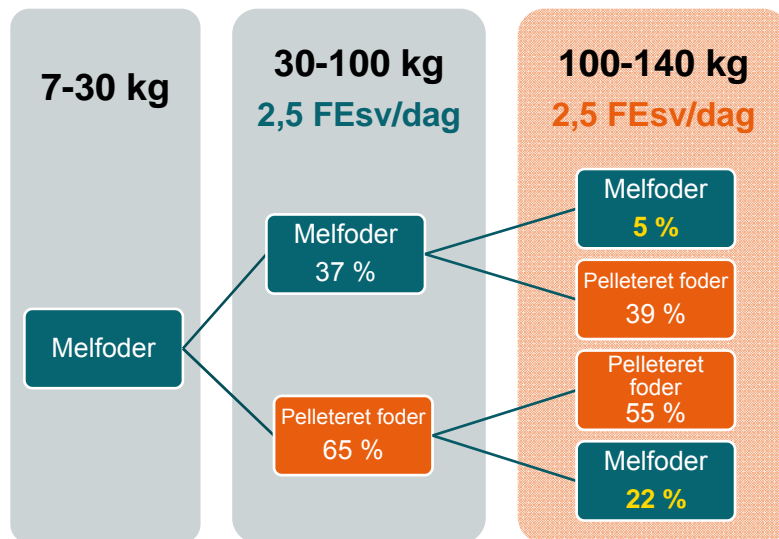 7-30 kg
30-100 kg
2,5 FEsv/dag
100-140 kg
2,5 FEsv/dag
Melfoder
Melfoder
37 %
Pelleteret foder
65 %
Melfoder
5 %
Pelleteret foder
39 %
Pelleteret
foder
55 %
Melfoder
22 %